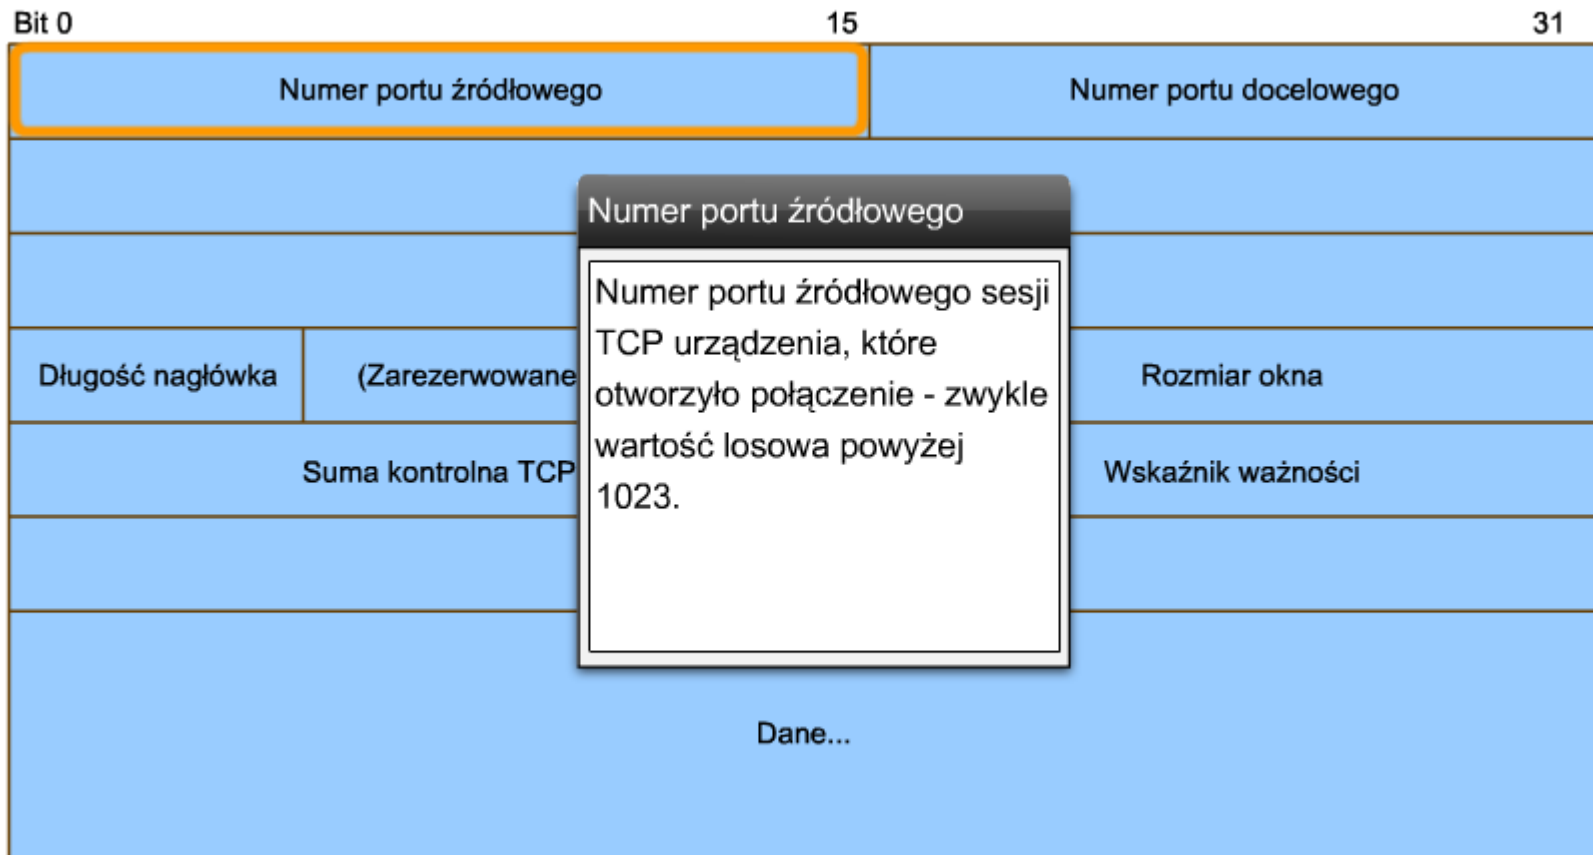 Bit 0 15 31
Numer portu źródłowego Numer portu docelowego
Numer portu źródłowego
Numer portu źródłowego sesji
TCP urządzenia, które
otworzyło połączenie - zwykle
wartość losowa powyżej
1023.
Długość nagłówka (Zarezerwowane Rozmiar okna
Suma kontrolna TCP Wskaźnik ważności
Dane...